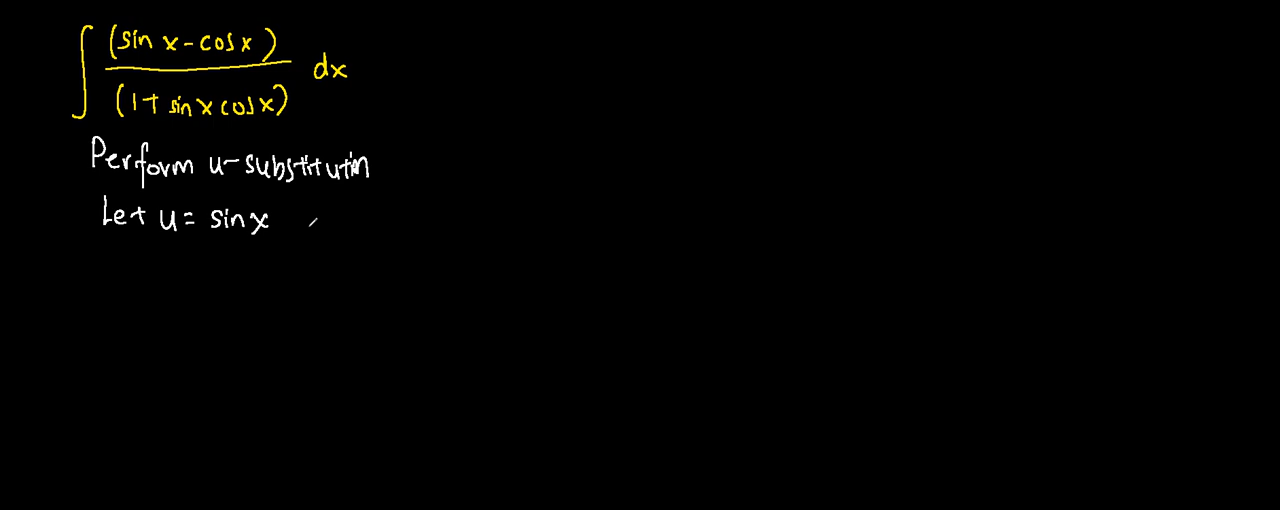 ∫ (sin x - cos x) / (1 + sin x cos x) dx
Perform u-substitutin
Let u = sin x